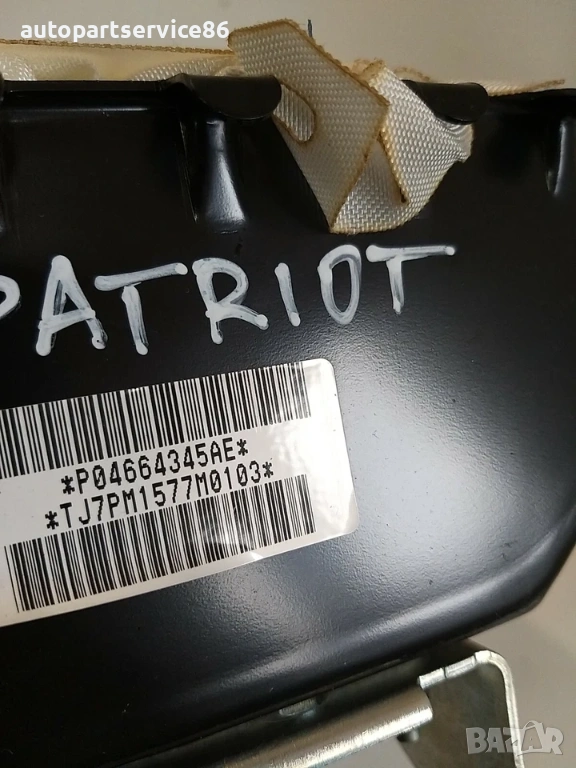 autopartservice86
PATRIOT
*P04664345AE*
*TJ7PM1577M0103*
BAZAR